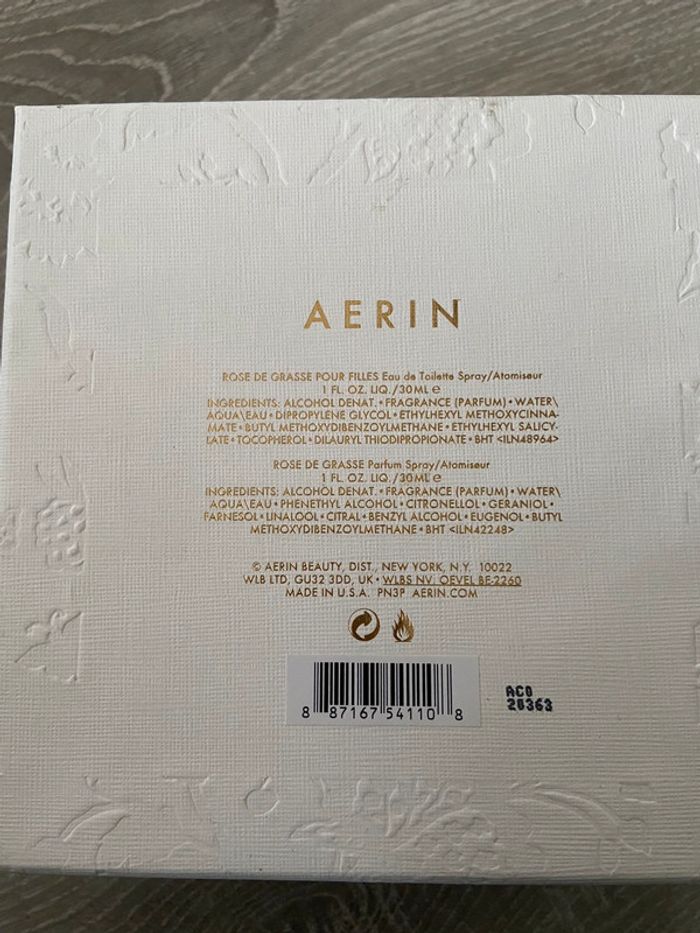 AERIN
ROSE DE GRASSE POUR FILLES Eau de Toilette Spray/Atomiseur
1 FL. OZ. LIQ./30ML e
INGREDIENTS: ALCOHOL DENAT. • FRAGRANCE (PARFUM) • WATER\
AQUA\EAU • DIPROPYLENE GLYCOL • ETHYLHEXYL METHOXYCINNA-
MATE • BUTYL METHOXYDIBENZOYLMETHANE • ETHYLHEXYL SALICY-
LATE • TOCOPHEROL • DILAURYL THIODIPROPIONATE • BHT <ILN48964>
ROSE DE GRASSE Parfum Spray/Atomiseur
1 FL. OZ. LIQ./30ML e
INGREDIENTS: ALCOHOL DENAT. • FRAGRANCE (PARFUM) • WATER\
AQUA\EAU • PHENETHYL ALCOHOL • CITRONELLOL • GERANIOL •
FARNESOL • LINALOOL • CITRAL • BENZYL ALCOHOL • EUGENOL • BUTYL
METHOXYDIBENZOYLMETHANE • BHT <ILN42248>
© AERIN BEAUTY, DIST., NEW YORK, N.Y. 10022
WLB LTD, GU32 3DD, UK • WLBS NV. OEVEL BE-2260
MADE IN U.S.A. PN3P AERIN.COM
8 87167 54110 8
AC0
20363